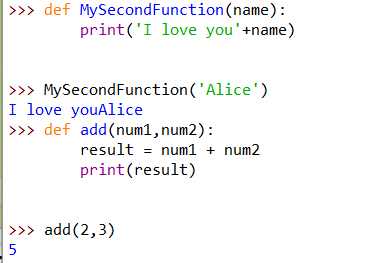 >>> def MySecondFunction(name):
        print('I love you'+name)
>>> MySecondFunction('Alice')
I love youAlice
>>> def add(num1,num2):
        result = num1 + num2
        print(result)
>>> add(2,3)
5